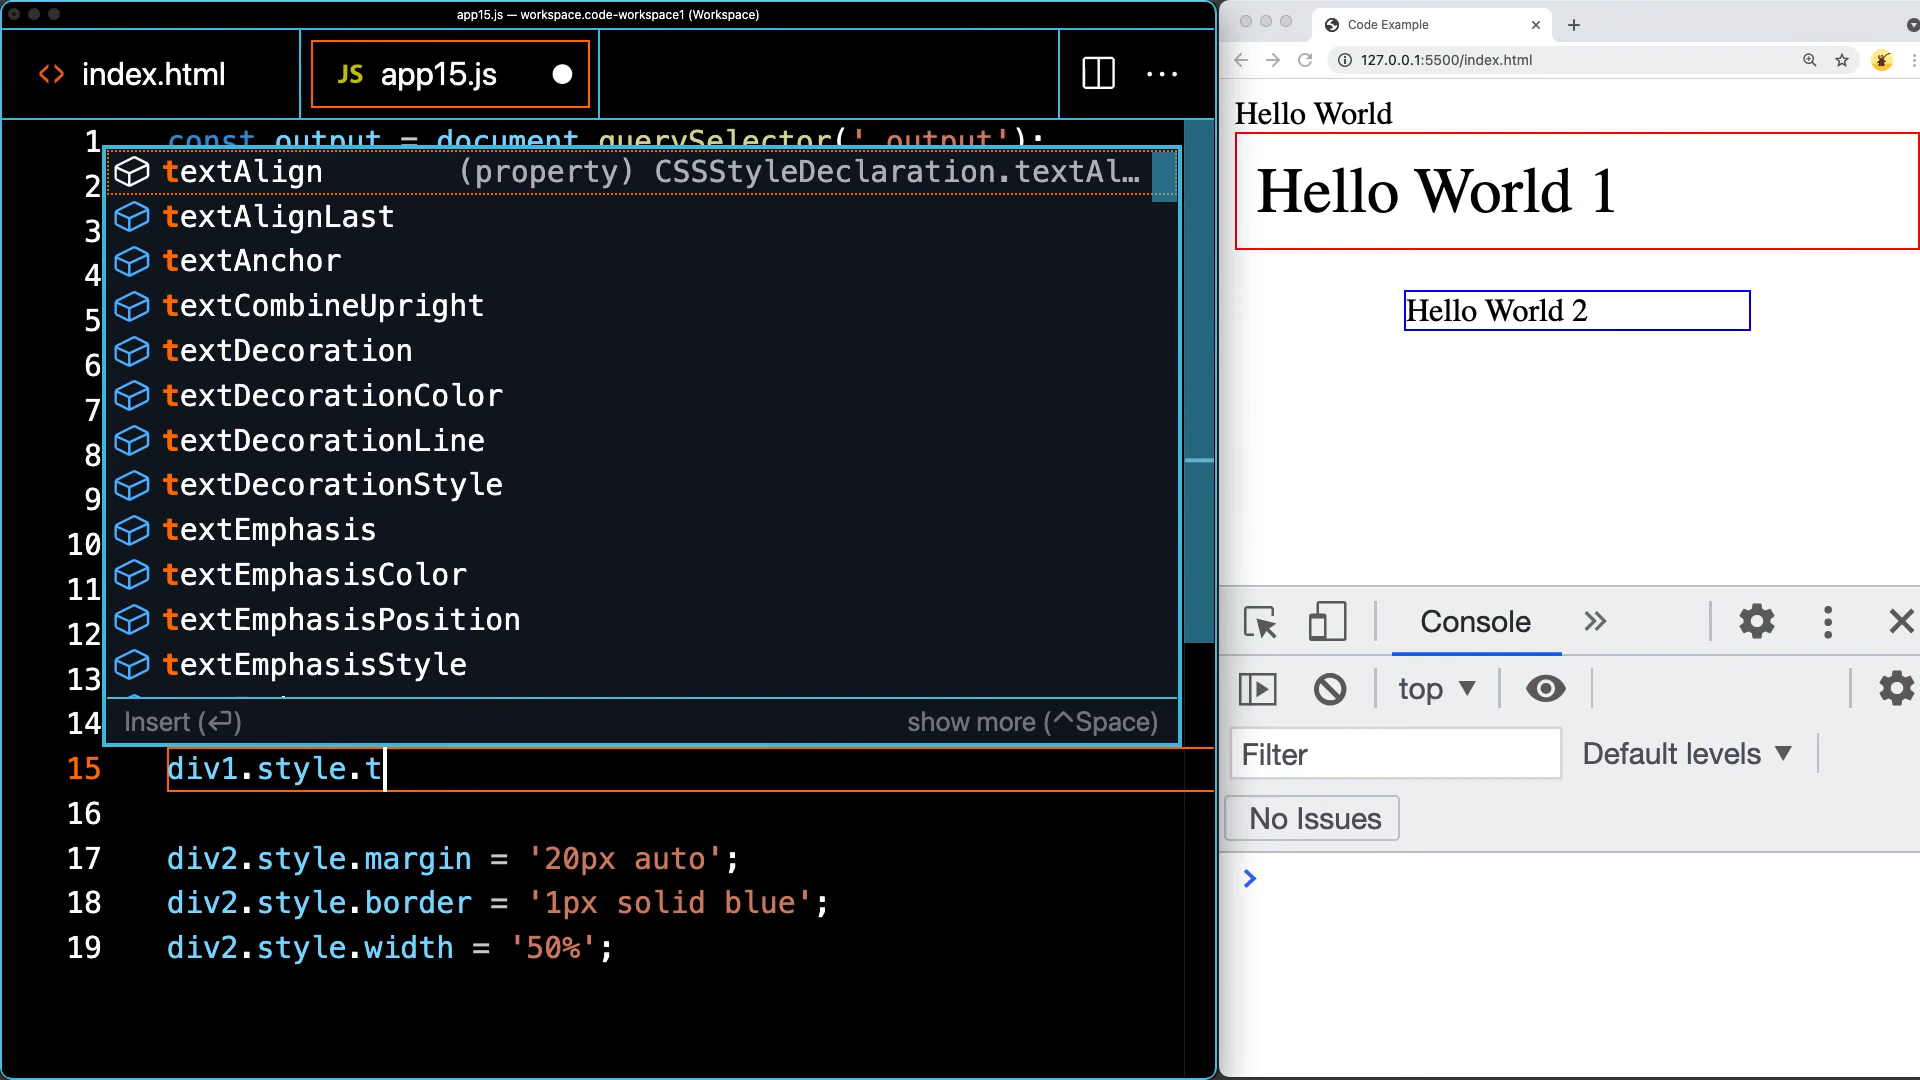 app15.js — workspace.code-workspace1 (Workspace)
<> index.html
JS app15.js
1 const output = document.querySelector('.output');
2
3
4
5
6
7
8
9
10
11
12
13
14
textAlign (property) CSSStyleDeclaration.textAl…
textAlignLast
textAnchor
textCombineUpright
textDecoration
textDecorationColor
textDecorationLine
textDecorationStyle
textEmphasis
textEmphasisColor
textEmphasisPosition
textEmphasisStyle
Insert (⏎) show more (^Space)
15 div1.style.t
16
17 div2.style.margin = '20px auto';
18 div2.style.border = '1px solid blue';
19 div2.style.width = '50%';
Code Example
127.0.0.1:5500/index.html
Hello World
Hello World 1
Hello World 2
Console
top
Filter
Default levels
No Issues